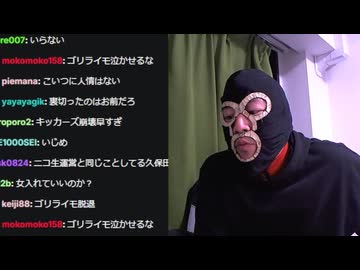 re007: いらない
mokomoko158: ゴリライモ泣かせるな
piemana: こいつに人情はない
yayayagik: 裏切ったのはお前だろ
roporo2: キッカーズ崩壊早すぎ
E1000SEI: いじめ
sk0824: ニコ生運営と同じことしてる久保田
2b: 女入れていいのか？
keiji88: ゴリライモ脱退
mokomoko158: ゴリライモ泣かせるな